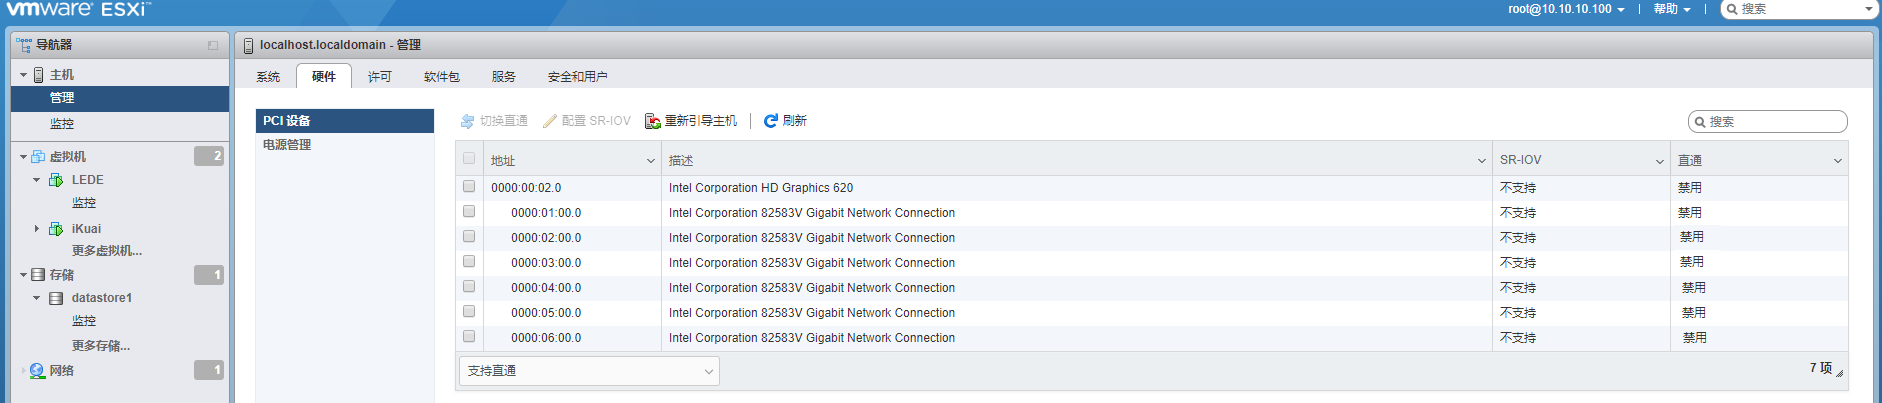 vmware ESXi™
root@10.10.10.100 | 帮助 | 搜索
导航器
主机
管理
监控
虚拟机 2
LEDE
监控
iKuai
更多虚拟机...
存储 1
datastore1
监控
更多存储...
网络 1
localhost.localdomain - 管理
系统 硬件 许可 软件包 服务 安全和用户
PCI 设备
电源管理
切换直通 配置 SR-IOV 重新引导主机 | 刷新 搜索
地址 描述 SR-IOV 直通
0000:00:02.0 Intel Corporation HD Graphics 620 不支持 禁用
0000:01:00.0 Intel Corporation 82583V Gigabit Network Connection 不支持 禁用
0000:02:00.0 Intel Corporation 82583V Gigabit Network Connection 不支持 禁用
0000:03:00.0 Intel Corporation 82583V Gigabit Network Connection 不支持 禁用
0000:04:00.0 Intel Corporation 82583V Gigabit Network Connection 不支持 禁用
0000:05:00.0 Intel Corporation 82583V Gigabit Network Connection 不支持 禁用
0000:06:00.0 Intel Corporation 82583V Gigabit Network Connection 不支持 禁用
支持直通 7 项